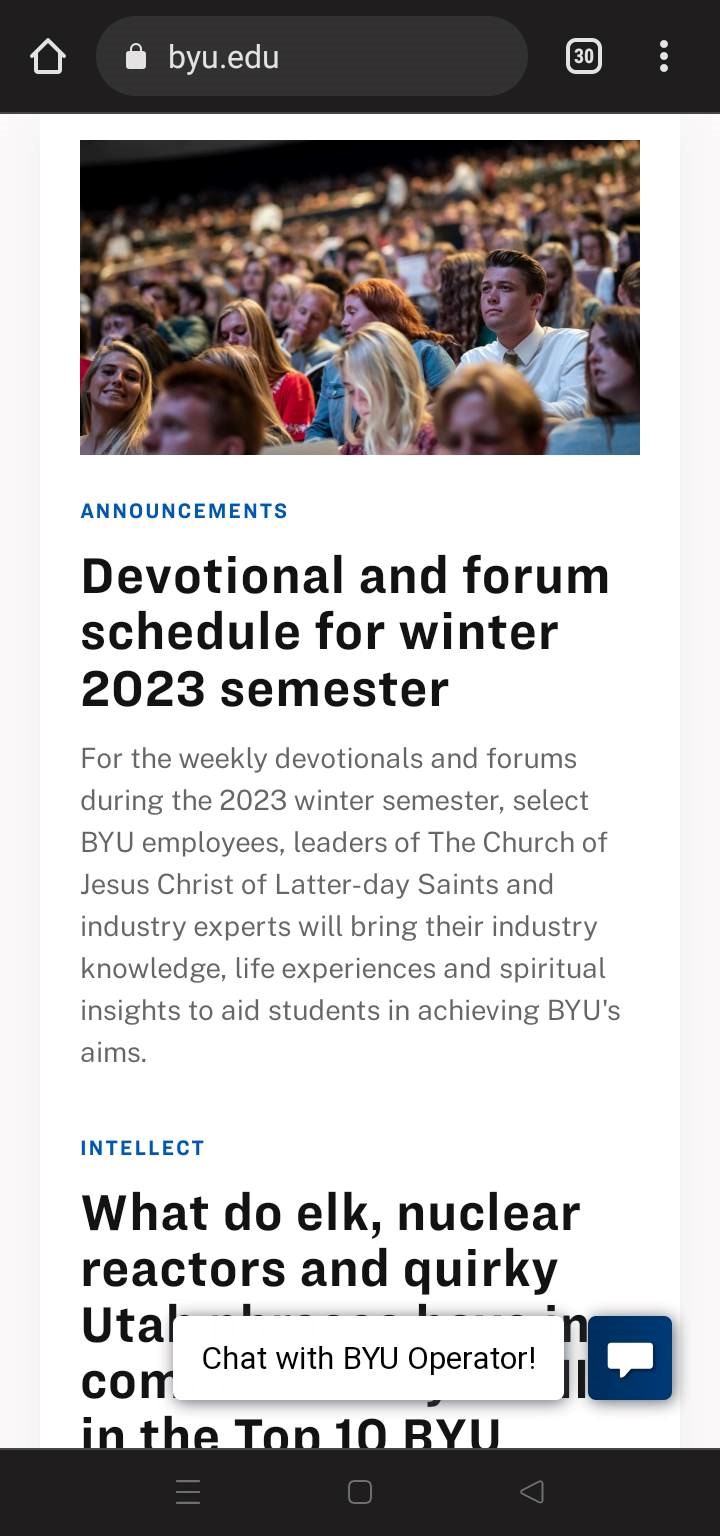 byu.edu
30
ANNOUNCEMENTS
Devotional and forum
schedule for winter
2023 semester
For the weekly devotionals and forums
during the 2023 winter semester, select
BYU employees, leaders of The Church of
Jesus Christ of Latter-day Saints and
industry experts will bring their industry
knowledge, life experiences and spiritual
insights to aid students in achieving BYU's
aims.
INTELLECT
What do elk, nuclear
reactors and quirky
Utah phrases have in
Chat with BYU Operator!
in the Top 10 BYU